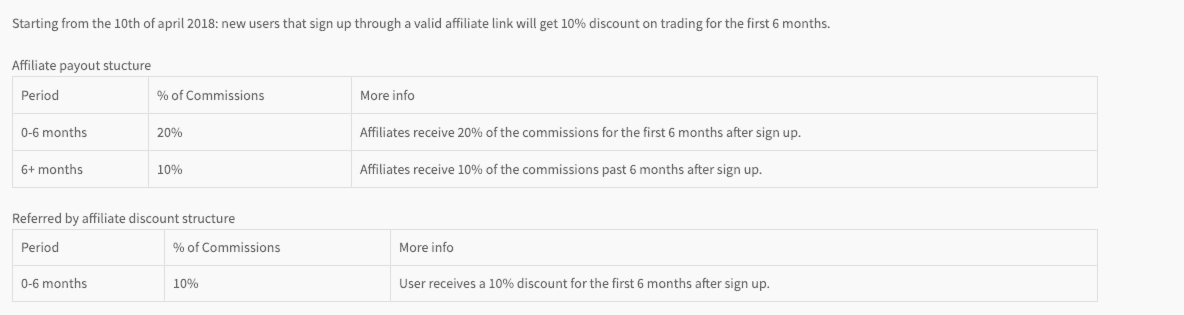 Starting from the 10th of april 2018: new users that sign up through a valid affiliate link will get 10% discount on trading for the first 6 months.
Affiliate payout stucture
Period % of Commissions More info
0-6 months 20% Affiliates receive 20% of the commissions for the first 6 months after sign up.
6+ months 10% Affiliates receive 10% of the commissions past 6 months after sign up.
Referred by affiliate discount structure
Period % of Commissions More info
0-6 months 10% User receives a 10% discount for the first 6 months after sign up.